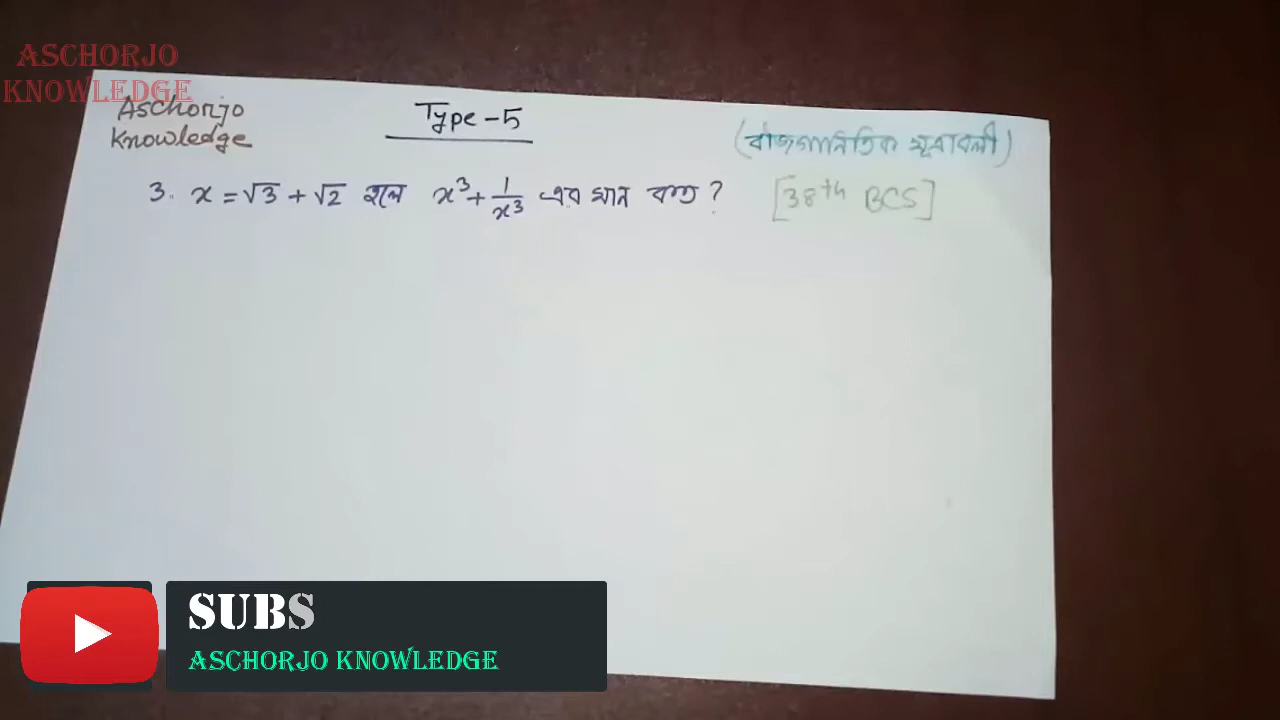 ASCHORJO
KNOWLEDGE
Aschorjo
Knowledge
Type-5
(বীজগানিতিক সূত্রাবলী)
3. x = √3 + √2 হলে x³ + 1/x³ এর মান কত? [38th BCS]
SUBS
ASCHORJO KNOWLEDGE